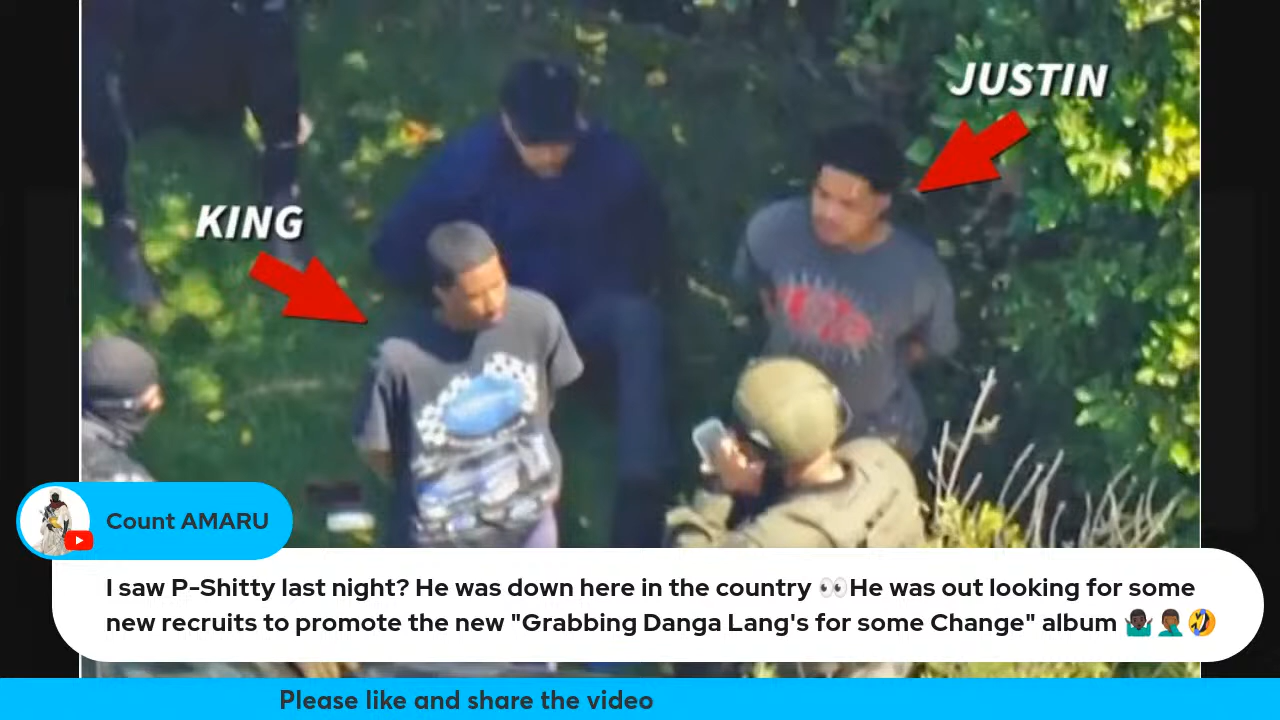 JUSTIN
KING
Count AMARU
I saw P-Shitty last night? He was down here in the country 👀He was out looking for some
new recruits to promote the new "Grabbing Danga Lang's for some Change" album 🤷🏿‍♂️🤦🏾‍♂️🤣
Please like and share the video